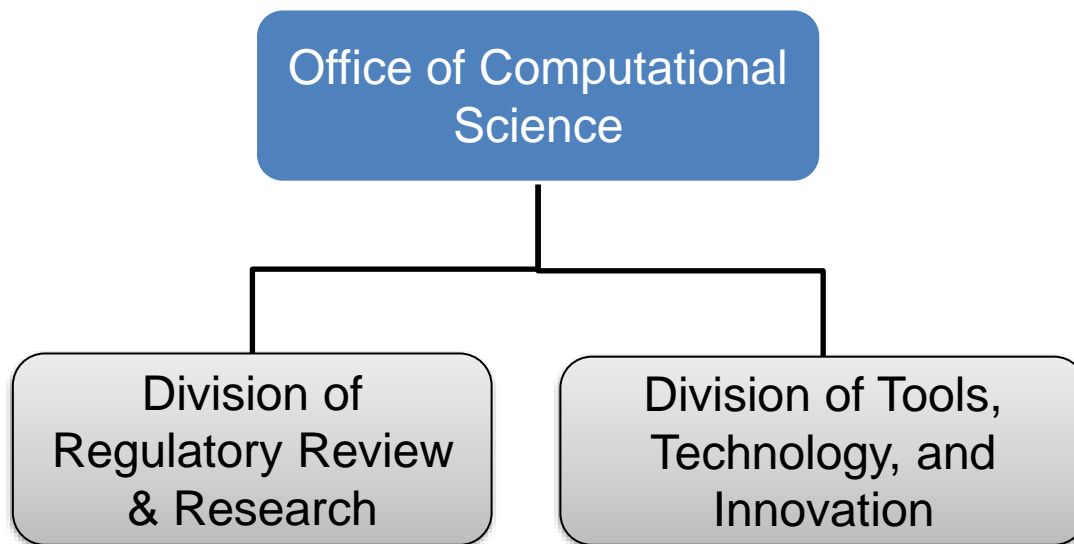 Office of Computational
Science
Division of
Regulatory Review
& Research
Division of Tools,
Technology, and
Innovation